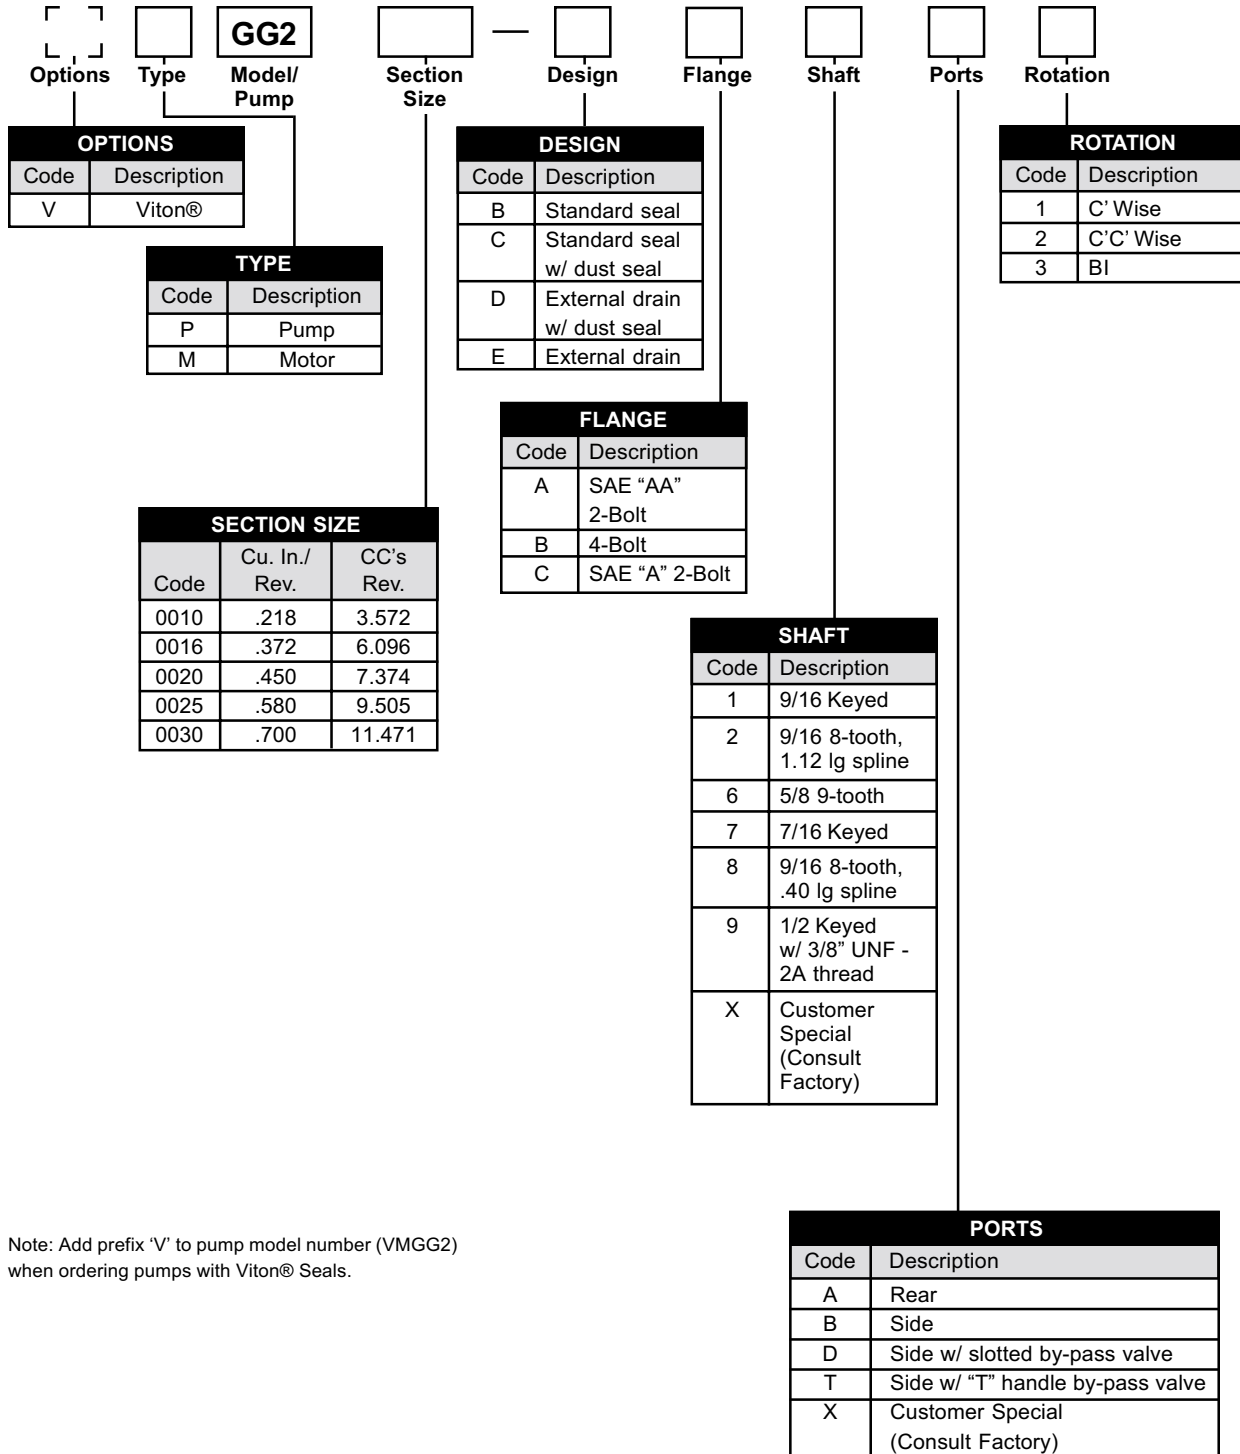 GG2
—
Options Type Model/ Section Design Flange Shaft Ports Rotation
Pump Size
OPTIONS
Code Description
V Viton®
TYPE
Code Description
P Pump
M Motor
SECTION SIZE
Cu. In./ CC's
Code Rev. Rev.
0010 .218 3.572
0016 .372 6.096
0020 .450 7.374
0025 .580 9.505
0030 .700 11.471
DESIGN
Code Description
B Standard seal
C Standard seal
w/ dust seal
D External drain
w/ dust seal
E External drain
FLANGE
Code Description
A SAE “AA”
2-Bolt
B 4-Bolt
C SAE “A” 2-Bolt
SHAFT
Code Description
1 9/16 Keyed
2 9/16 8-tooth,
1.12 lg spline
6 5/8 9-tooth
7 7/16 Keyed
8 9/16 8-tooth,
.40 lg spline
9 1/2 Keyed
w/ 3/8” UNF -
2A thread
X Customer
Special
(Consult
Factory)
PORTS
Code Description
A Rear
B Side
D Side w/ slotted by-pass valve
T Side w/ “T” handle by-pass valve
X Customer Special
(Consult Factory)
ROTATION
Code Description
1 C’ Wise
2 C’C’ Wise
3 BI
Note: Add prefix ‘V’ to pump model number (VMGG2)
when ordering pumps with Viton® Seals.